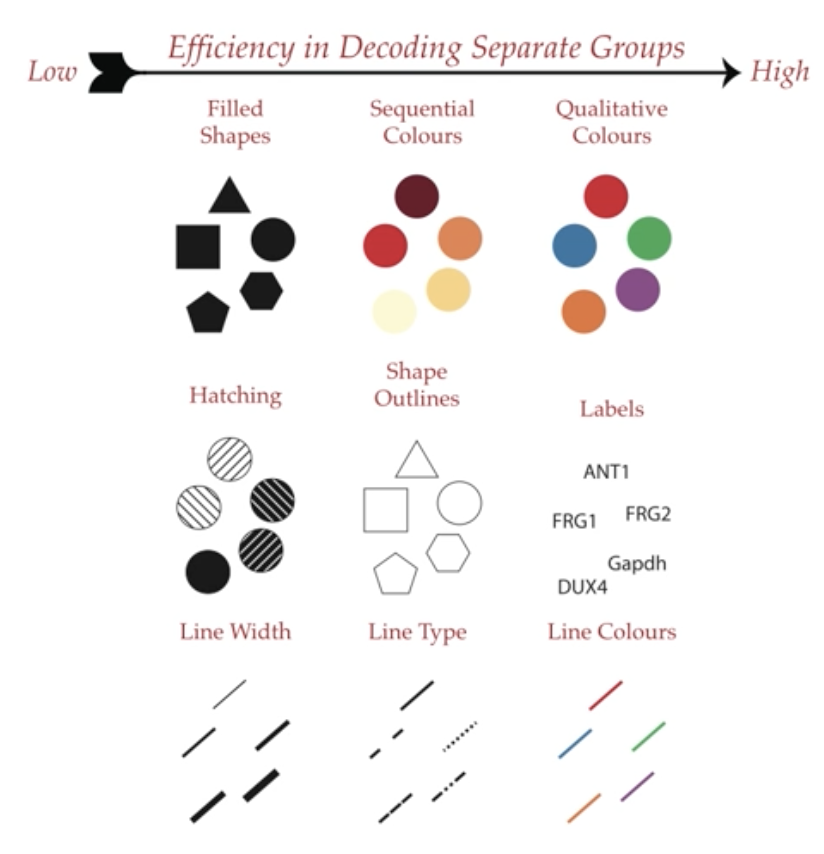 Efficiency in Decoding Separate Groups
Low
High
Filled
Shapes
Sequential
Colours
Qualitative
Colours
Hatching
Shape
Outlines
Labels
ANT1
FRG1
FRG2
Gapdh
DUX4
Line Width
Line Type
Line Colours